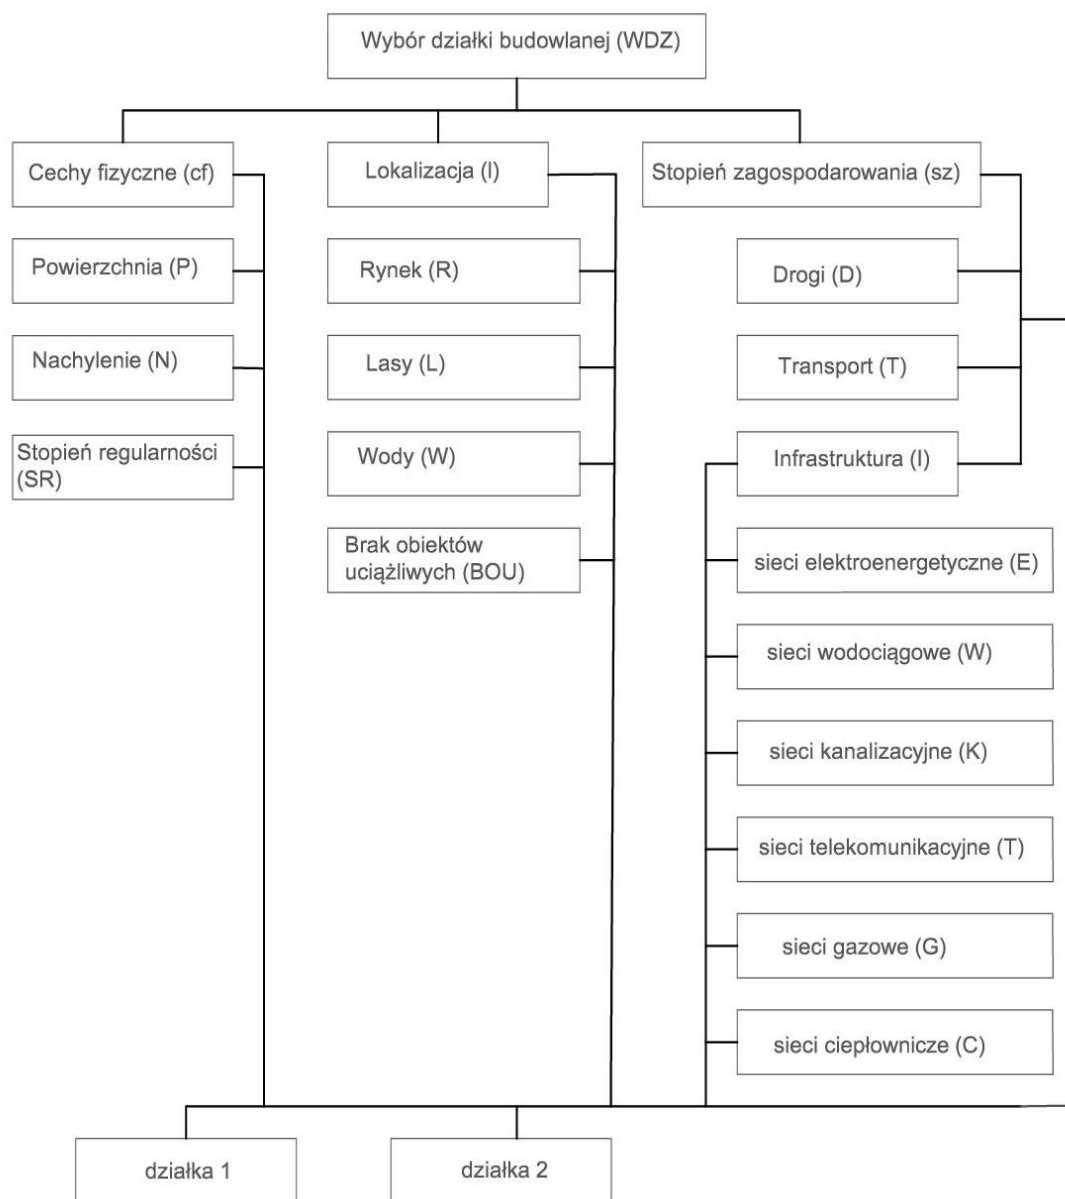 Wybór działki budowlanej (WDZ)
Cechy fizyczne (cf)
Lokalizacja (l)
Stopień zagospodarowania (sz)
Powierzchnia (P)
Rynek (R)
Drogi (D)
Nachylenie (N)
Lasy (L)
Transport (T)
Stopień regularności
(SR)
Wody (W)
Infrastruktura (I)
Brak obiektów
uciążliwych (BOU)
sieci elektroenergetyczne (E)
sieci wodociągowe (W)
sieci kanalizacyjne (K)
sieci telekomunikacyjne (T)
sieci gazowe (G)
sieci ciepłownicze (C)
działka 1
działka 2